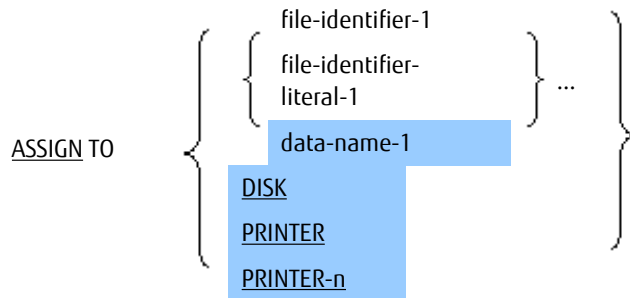 file-identifier-1
file-identifier-
literal-1
...
ASSIGN TO
data-name-1
DISK
PRINTER
PRINTER-n